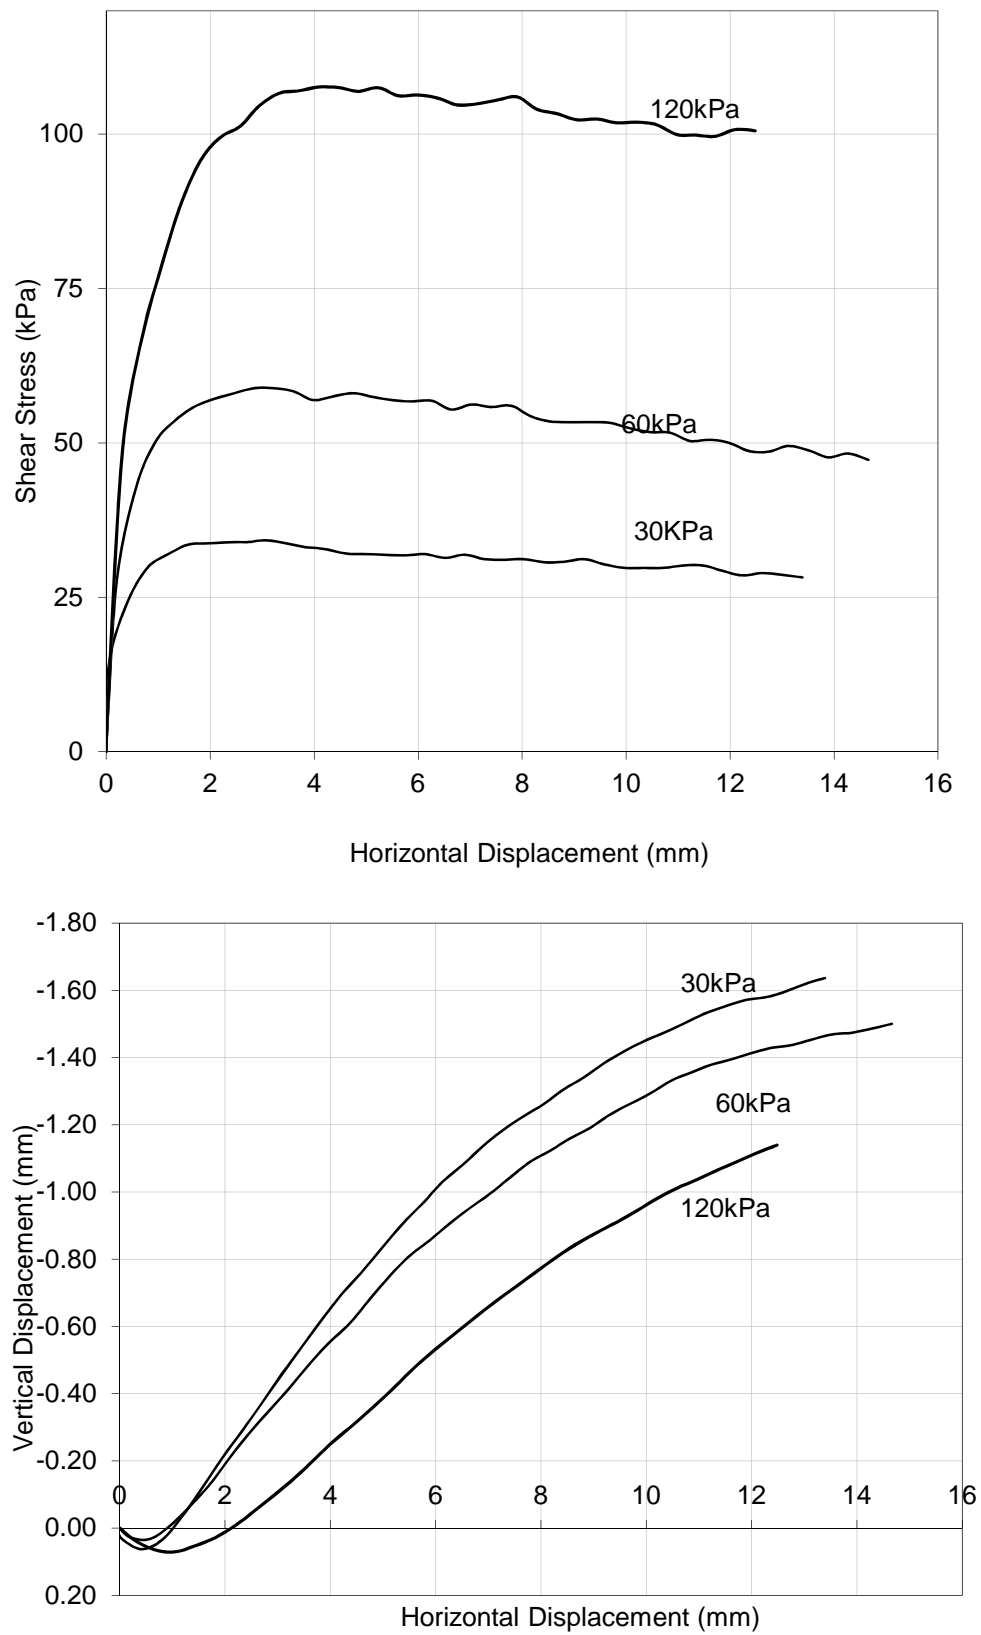 120kPa
100
75
Shear Stress (kPa)
60kPa
50
30KPa
25
0
0 2 4 6 8 10 12 14 16
Horizontal Displacement (mm)
-1.80
30kPa
-1.60
-1.40
60kPa
-1.20
Vertical Displacement (mm)
-1.00
120kPa
-0.80
-0.60
-0.40
-0.20
0 2 4 6 8 10 12 14 16
0.00
0.20
Horizontal Displacement (mm)